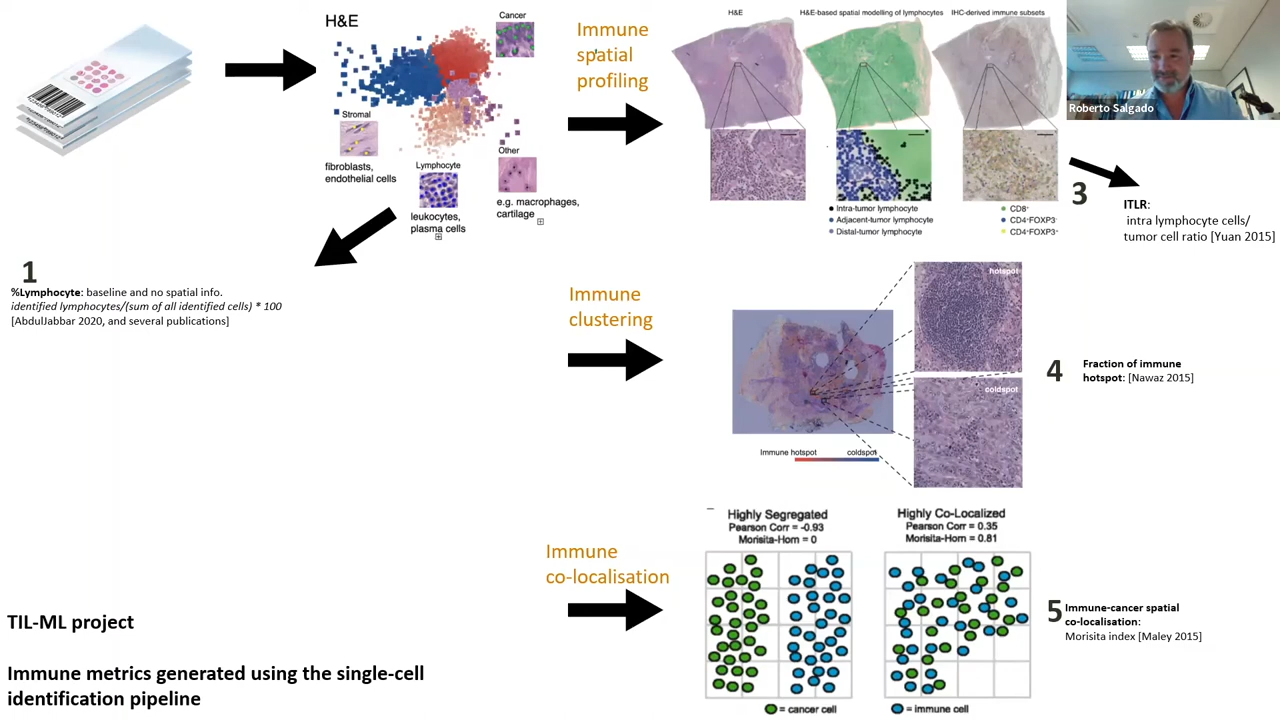 H&E
Cancer
Stromal
fibroblasts,
endothelial cells
Lymphocyte
leukocytes,
plasma cells
Other
e.g. macrophages,
cartilage
Immune
spatial
profiling
H&E
H&E-based spatial modelling of lymphocytes
IHC-derived immune subsets
Intra-tumor lymphocyte
Adjacent-tumor lymphocyte
Distal-tumor lymphocyte
CD8⁺
CD4⁺FOXP3⁻
CD4⁺FOXP3⁺
Roberto Salgado
3
ITLR:
intra lymphocyte cells/
tumor cell ratio [Yuan 2015]
1
%Lymphocyte: baseline and no spatial info.
identified lymphocytes/(sum of all identified cells) * 100
[AbdulJabbar 2020, and several publications]
Immune
clustering
hotspot
coldspot
Immune hotspot
coldspot
4
Fraction of immune
hotspot: [Nawaz 2015]
Immune
co-localisation
Highly Segregated
Pearson Corr = -0.93
Morisita-Horn = 0
Highly Co-Localized
Pearson Corr = 0.35
Morisita-Horn = 0.81
= cancer cell
= immune cell
5
Immune-cancer spatial
co-localisation:
Morisita index [Maley 2015]
TIL-ML project
Immune metrics generated using the single-cell
identification pipeline